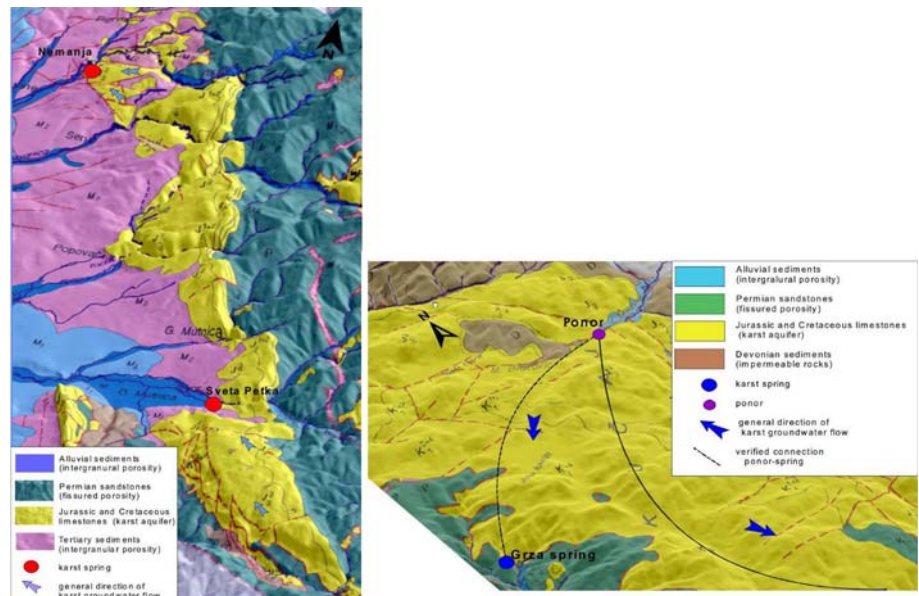 N
Nemanja
Popovac
G. Mutnica
Sveta Petka
D. Mutnica
Alluvial sediments
(intergranural porosity)
Permian sandstones
(fissured porosity)
Jurassic and Cretaceous
limestones (karst aquifer)
Tertiary sediments
(intergranular porosity)
karst spring
general direction of
karst groundwater flow
N
Ponor
Grza spring
Alluvial sediments
(intergralural porosity)
Permian sandstones
(fissured porosity)
Jurassic and Cretaceous limestones
(karst aquifer)
Devonian sediments
(impermeable rocks)
karst spring
ponor
general direction of
karst groundwater flow
verified connection
ponor-spring